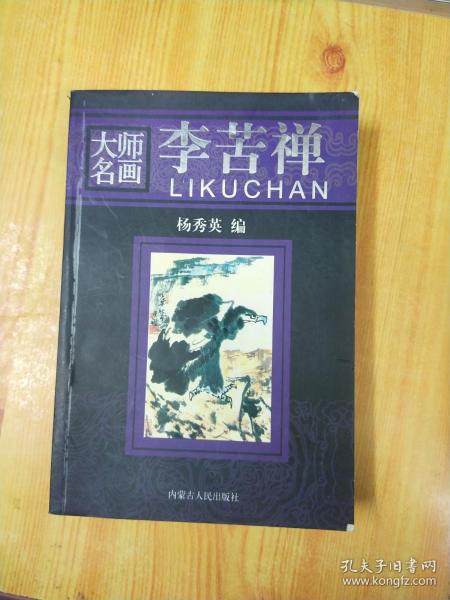 大师
名画
李苦禅
LIKUCHAN
杨秀英 编
内蒙古人民出版社
孔夫子旧书网
www.kongfz.com